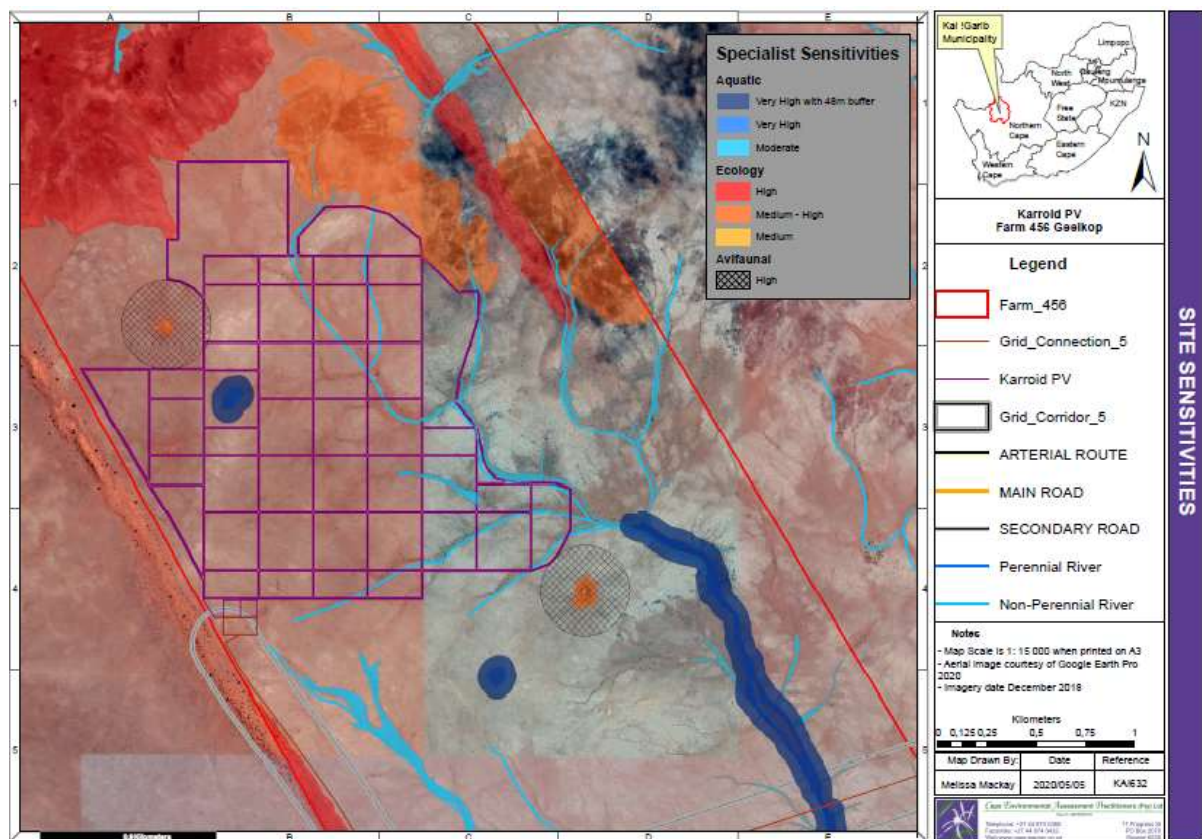 A B C D E
1
2
3
4
5
Specialist Sensitivities
Aquatic
Very High with 48m buffer
Very High
Moderate
Ecology
High
Medium - High
Medium
Avifaunal
High
1
2
3
4
5
A B C D E
Kai !Garib
Municipality
Limpopo
North
West
Gauteng
Mpumalanga
Free
State
KZN
Northern
Cape
Eastern
Cape
Western
Cape
N
Karroid PV
Farm 456 Geelkop
Legend
Farm_456
Grid_Connection_5
Karroid PV
Grid_Corridor_5
ARTERIAL ROUTE
MAIN ROAD
SECONDARY ROAD
Perennial River
Non-Perennial River
Notes
- Map Scale is 1: 15 000 when printed on A3
- Aerial image courtesy of Google Earth Pro
2020
- Imagery date December 2018
Kilometers
0 0,125 0,25 0,5 0,75 1
Map Drawn By: Date Reference
Melissa Mackay 2020/05/05 KAI632
Cape Environmental Assessment Practitioners (Pty) Ltd
SITE SENSITIVITIES